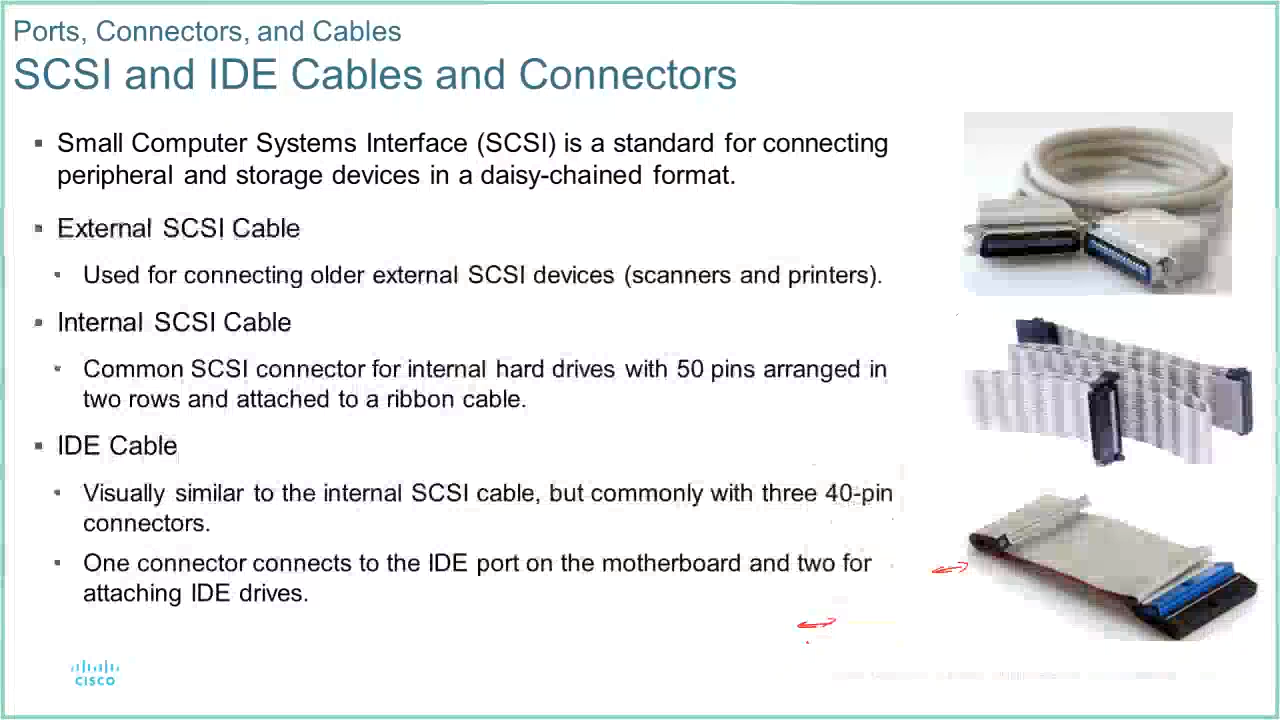 Ports, Connectors, and Cables
SCSI and IDE Cables and Connectors
▪ Small Computer Systems Interface (SCSI) is a standard for connecting
peripheral and storage devices in a daisy-chained format.
▪ External SCSI Cable
▪ Used for connecting older external SCSI devices (scanners and printers).
▪ Internal SCSI Cable
▪ Common SCSI connector for internal hard drives with 50 pins arranged in
two rows and attached to a ribbon cable.
▪ IDE Cable
▪ Visually similar to the internal SCSI cable, but commonly with three 40-pin
connectors.
▪ One connector connects to the IDE port on the motherboard and two for
attaching IDE drives.
CISCO